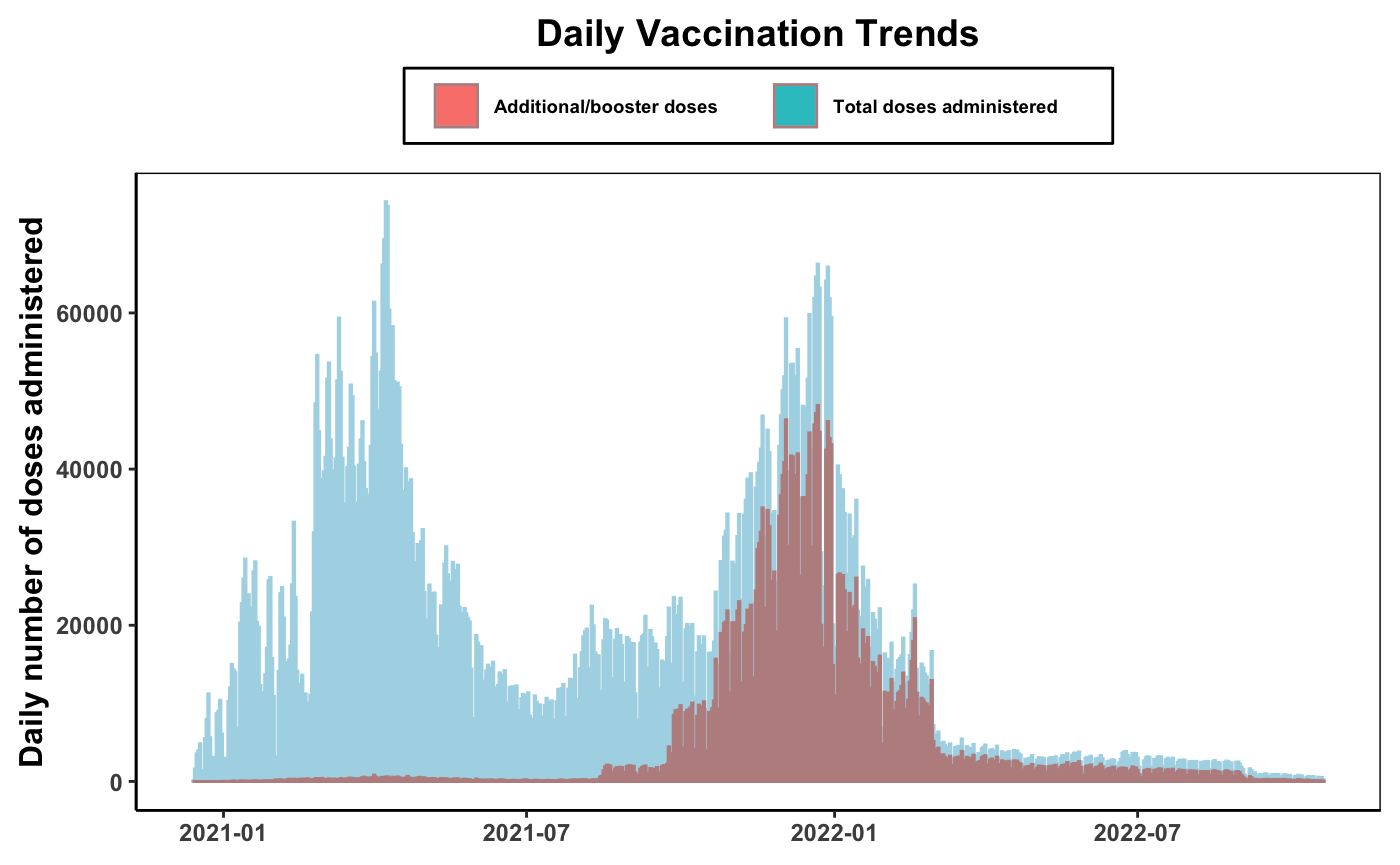 Daily Vaccination Trends
Additional/booster doses
Total doses administered
Daily number of doses administered
60000
40000
20000
0
2021-01
2021-07
2022-01
2022-07